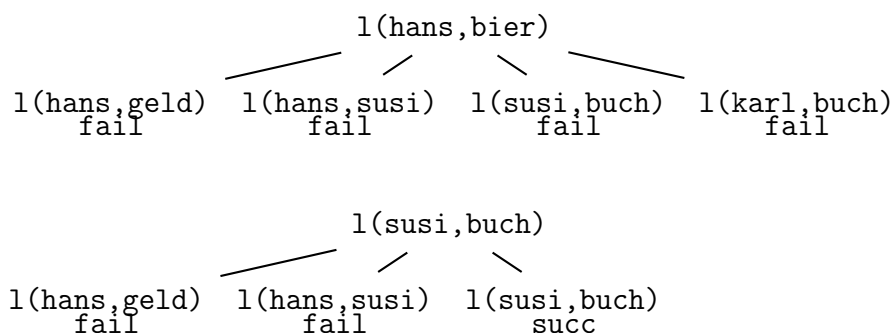 l(hans,bier)
l(hans,geld) l(hans,susi) l(susi,buch) l(karl,buch)
fail fail fail fail
l(susi,buch)
l(hans,geld) l(hans,susi) l(susi,buch)
fail fail succ